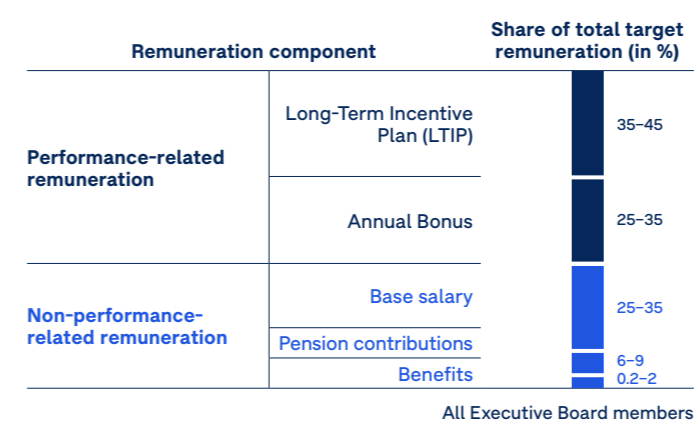 Remuneration component
Share of total target
remuneration (in %)
Performance-related
remuneration
Long-Term Incentive
Plan (LTIP)
35–45
Annual Bonus
25–35
Non-performance-
related remuneration
Base salary
25–35
Pension contributions
6–9
Benefits
0.2–2
All Executive Board members